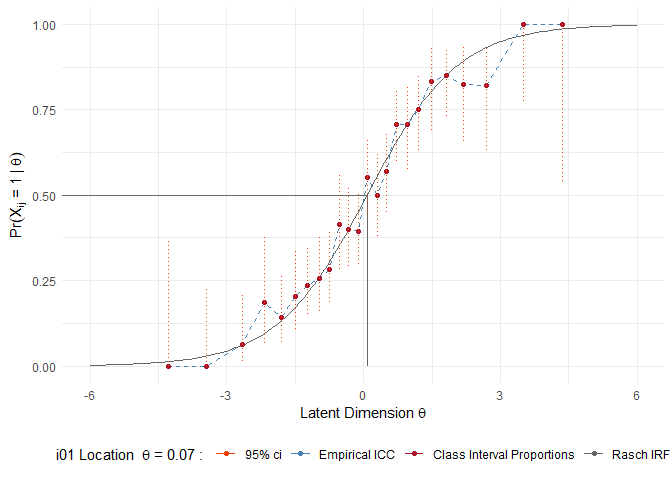 1.00
0.75
0.50
0.25
0.00
Pr(Xij = 1 | θ)
-6 -3 0 3 6
Latent Dimension θ
i01 Location θ = 0.07 : 95% ci Empirical ICC Class Interval Proportions Rasch IRF